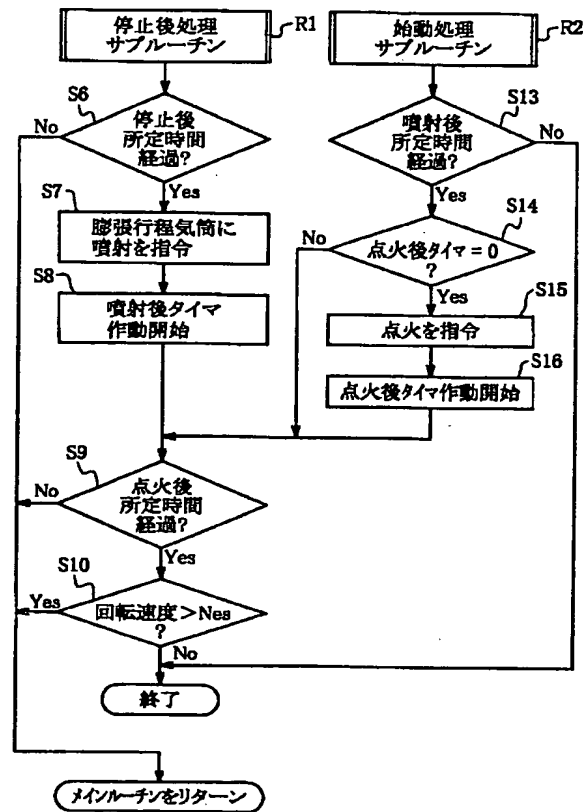 停止後処理
サブルーチン
R1
S6
停止後
所定時間
経過?
No
Yes
S7
膨張行程気筒に
噴射を指令
S8
噴射後タイマ
作動開始
始動処理
サブルーチン
R2
S13
噴射後
所定時間
経過?
No
Yes
S14
点火後タイマ=0
?
No
Yes
S15
点火を指令
S16
点火後タイマ作動開始
S9
点火後
所定時間
経過?
No
Yes
S10
回転速度>Nes
?
Yes
No
終了
メインルーチンをリターン